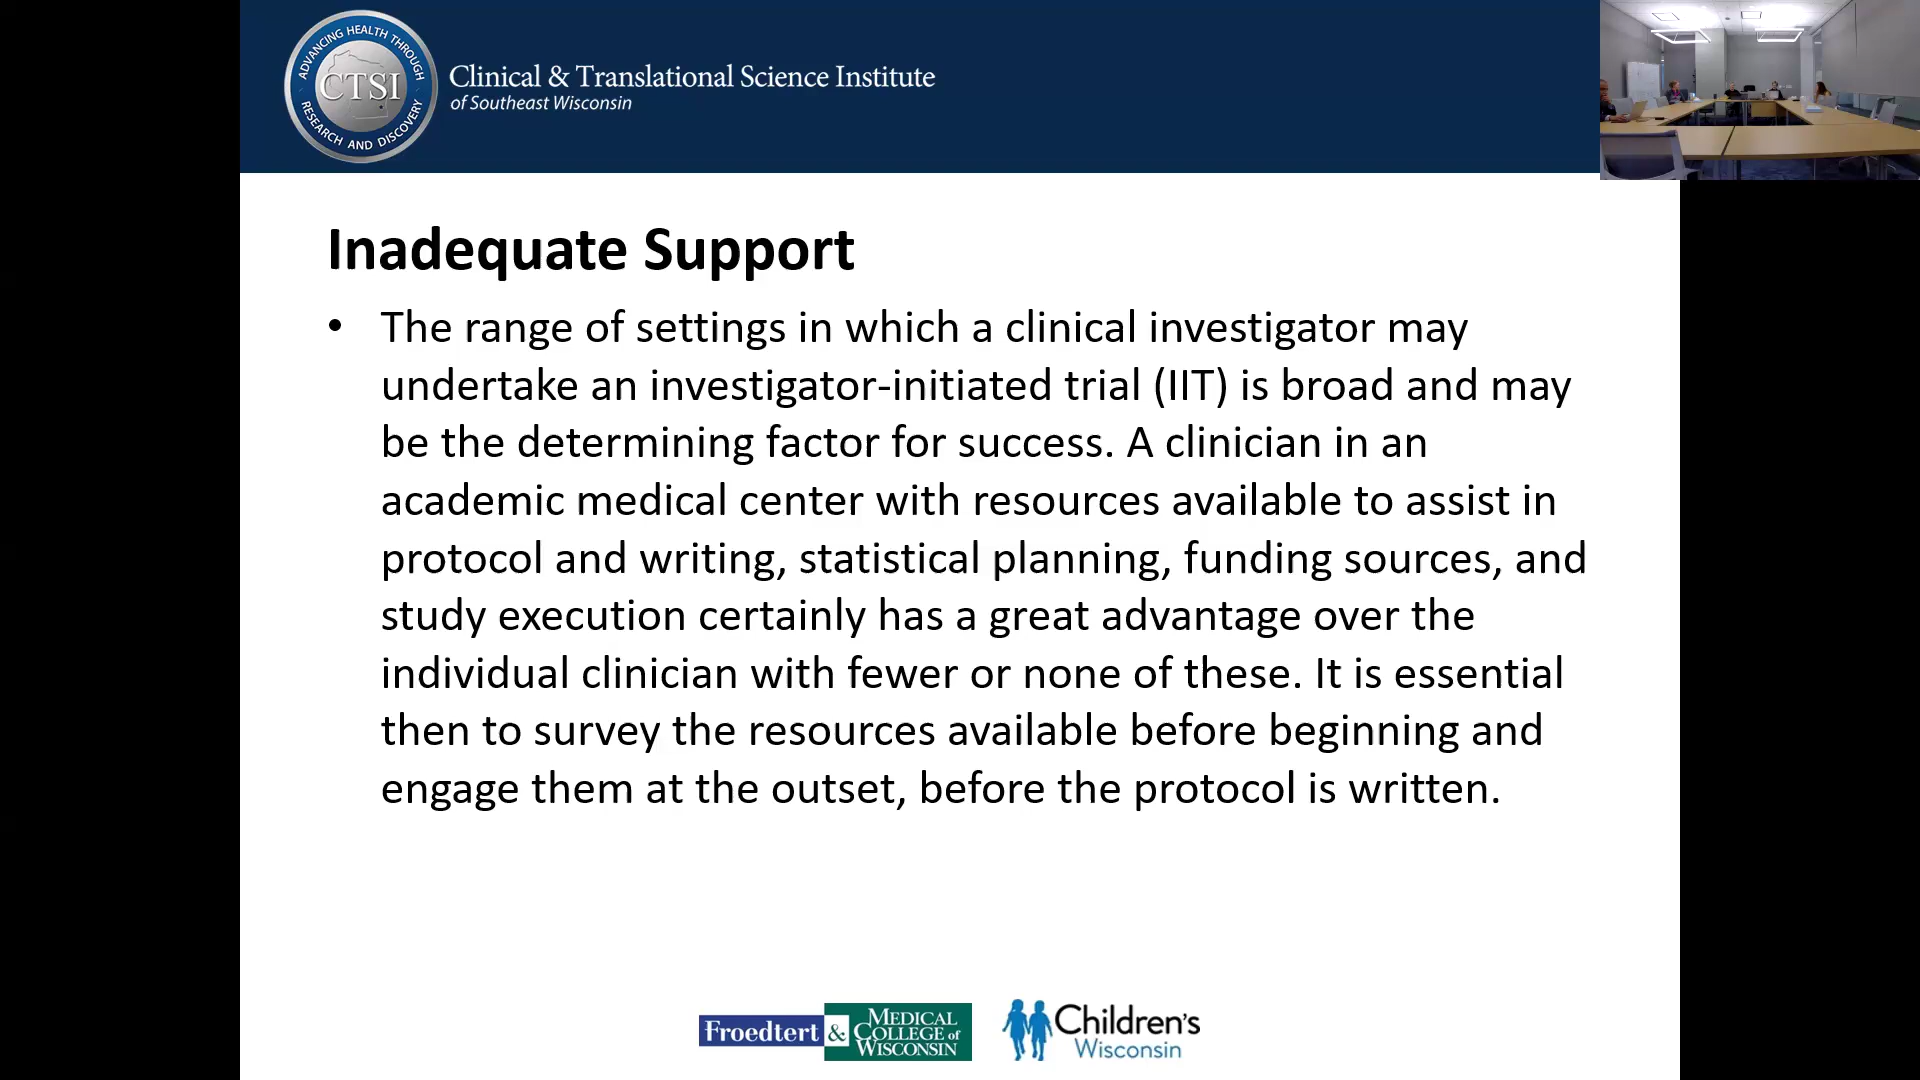 ADVANCING HEALTH THROUGH
CTSI
RESEARCH AND DISCOVERY
Clinical & Translational Science Institute
of Southeast Wisconsin
Inadequate Support
• The range of settings in which a clinical investigator may
undertake an investigator-initiated trial (IIT) is broad and may
be the determining factor for success. A clinician in an
academic medical center with resources available to assist in
protocol and writing, statistical planning, funding sources, and
study execution certainly has a great advantage over the
individual clinician with fewer or none of these. It is essential
then to survey the resources available before beginning and
engage them at the outset, before the protocol is written.
Froedtert & MEDICAL
COLLEGE of
WISCONSIN
Children's
Wisconsin